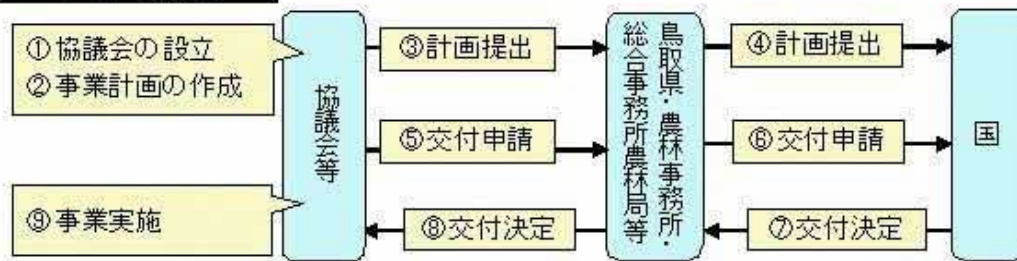 ①協議会の設立
②事業計画の作成
⑨事業実施
協議会等
③計画提出
⑤交付申請
⑧交付決定
鳥取県・農林事務所・
総合事務所農林局等
④計画提出
⑥交付申請
⑦交付決定
国